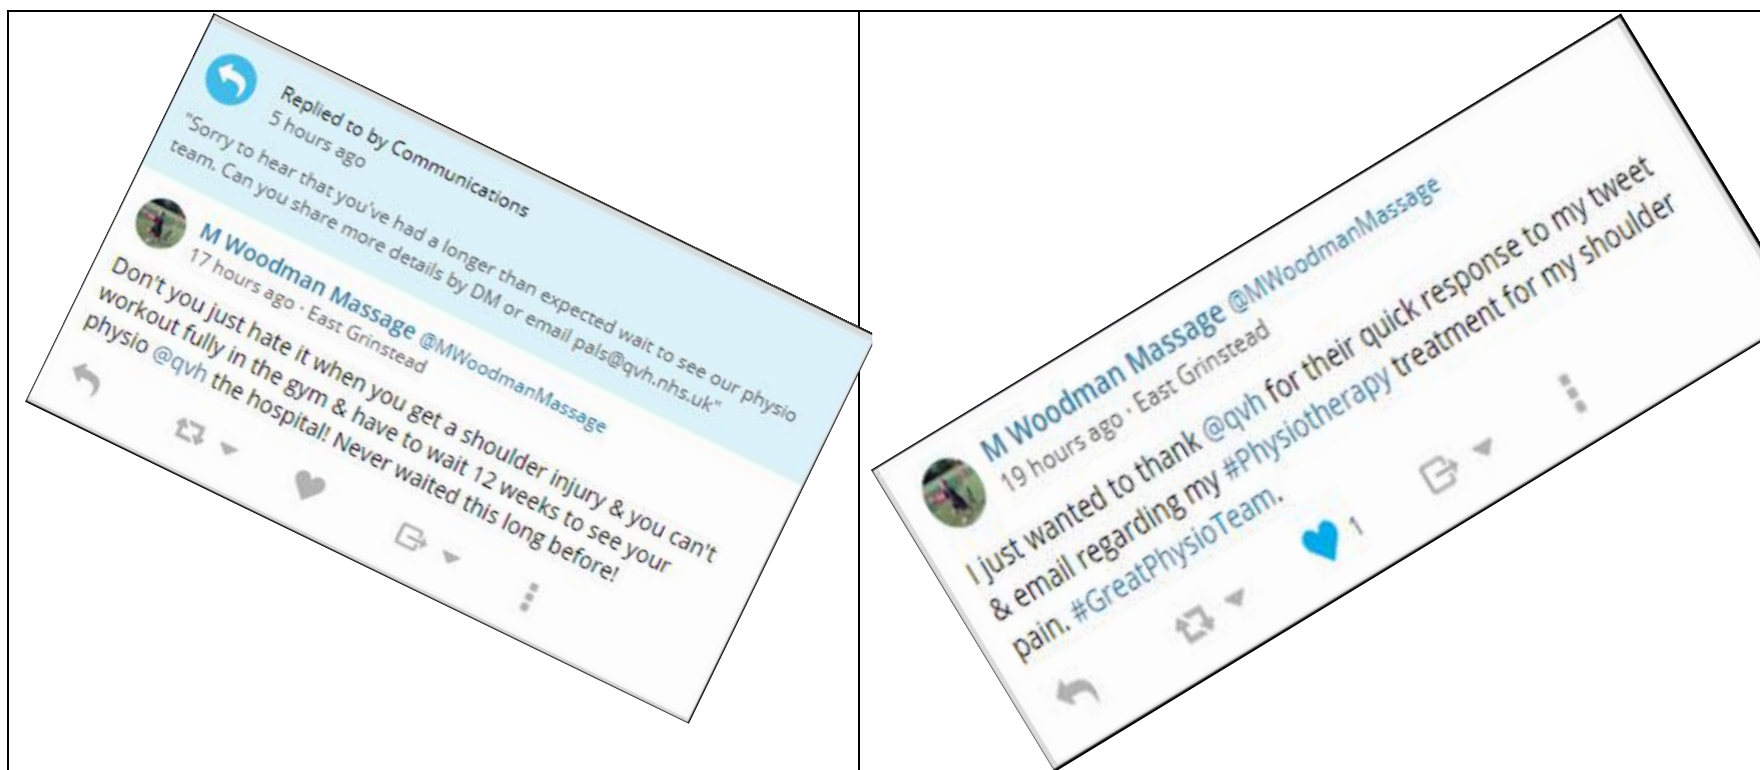 Replied to by Communications
5 hours ago
"Sorry to hear that you've had a longer than expected wait to see our physio
team. Can you share more details by DM or email pals@qvh.nhs.uk"
M Woodman Massage @MWoodmanMassage
17 hours ago · East Grinstead
Don't you just hate it when you get a shoulder injury & you can't
workout fully in the gym & have to wait 12 weeks to see your
physio @qvh the hospital! Never waited this long before!
M Woodman Massage @MWoodmanMassage
19 hours ago · East Grinstead
I just wanted to thank @qvh for their quick response to my tweet
& email regarding my #Physiotherapy treatment for my shoulder
pain. #GreatPhysioTeam.
1